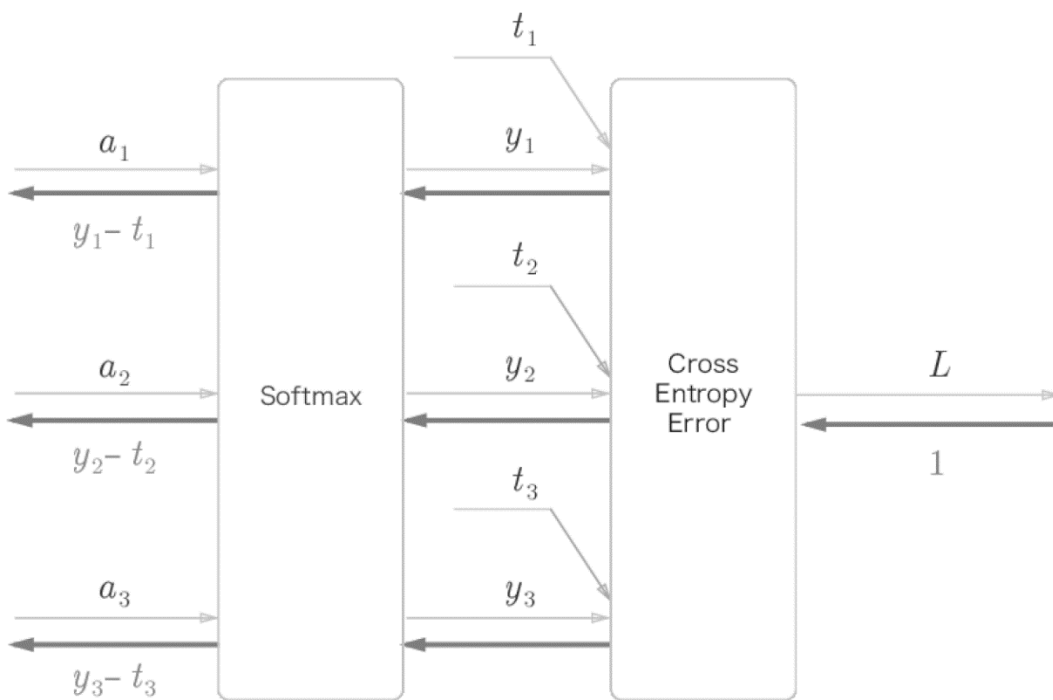 t₁
a₁
y₁
y₁ – t₁
t₂
a₂
y₂
Softmax
Cross
Entropy
Error
L
y₂ – t₂
1
t₃
a₃
y₃
y₃ – t₃